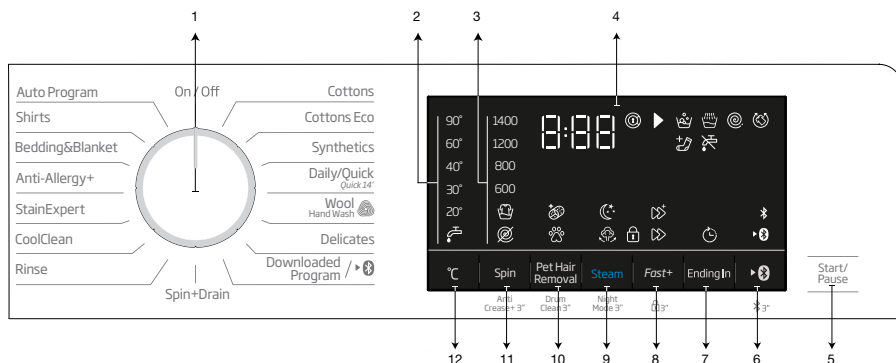 1
2
3
4
Auto Program
On / Off
Cottons
Shirts
Cottons Eco
Bedding&Blanket
Synthetics
Anti-Allergy+
Daily/Quick
Quick 14'
StainExpert
Wool
Hand Wash
CoolClean
Delicates
Rinse
Downloaded
Program /
Spin+Drain
90°
60°
40°
30°
20°
1400
1200
800
600
8:88
°C
Spin
Pet Hair
Removal
Steam
Fast+
Ending In
Start/
Pause
Anti
Crease+ 3"
Drum
Clean 3"
Night
Mode 3"
3"
3"
12
11
10
9
8
7
6
5